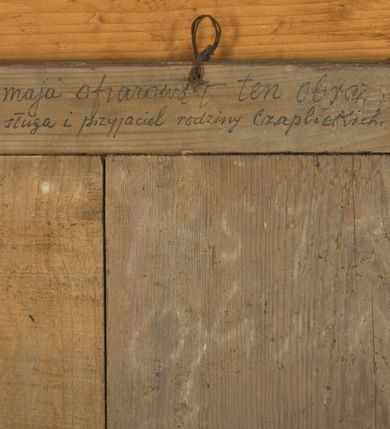 maja ofiarował ten obraz
sługa i przyjaciel rodziny Czaplickich.